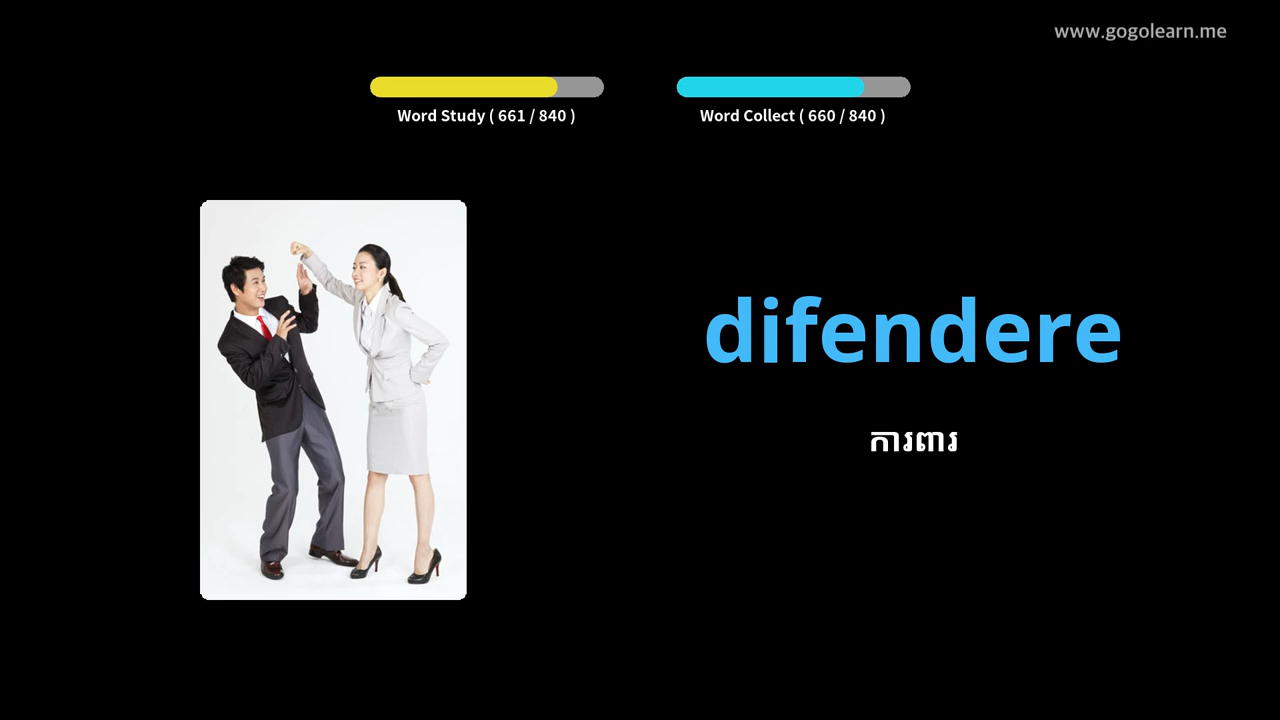 www.gogolearn.me
Word Study ( 661 / 840 )
Word Collect ( 660 / 840 )
difendere
ការពារ